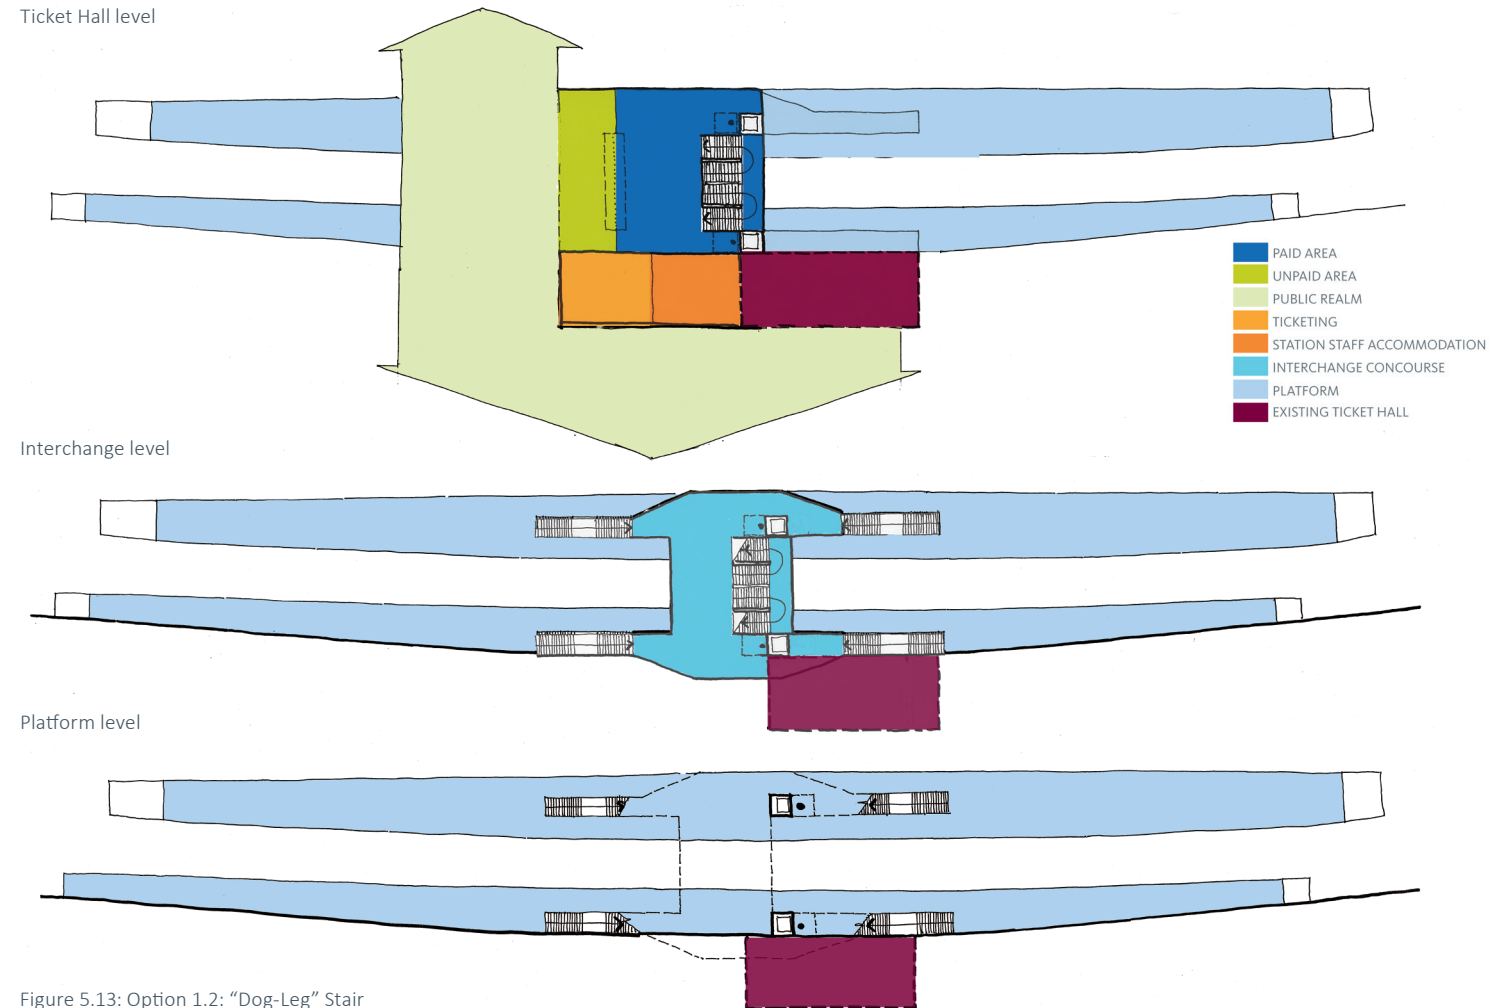 Ticket Hall level
PAID AREA
UNPAID AREA
PUBLIC REALM
TICKETING
STATION STAFF ACCOMMODATION
INTERCHANGE CONCOURSE
PLATFORM
EXISTING TICKET HALL
Interchange level
Platform level
Figure 5.13: Option 1.2: “Dog-Leg” Stair